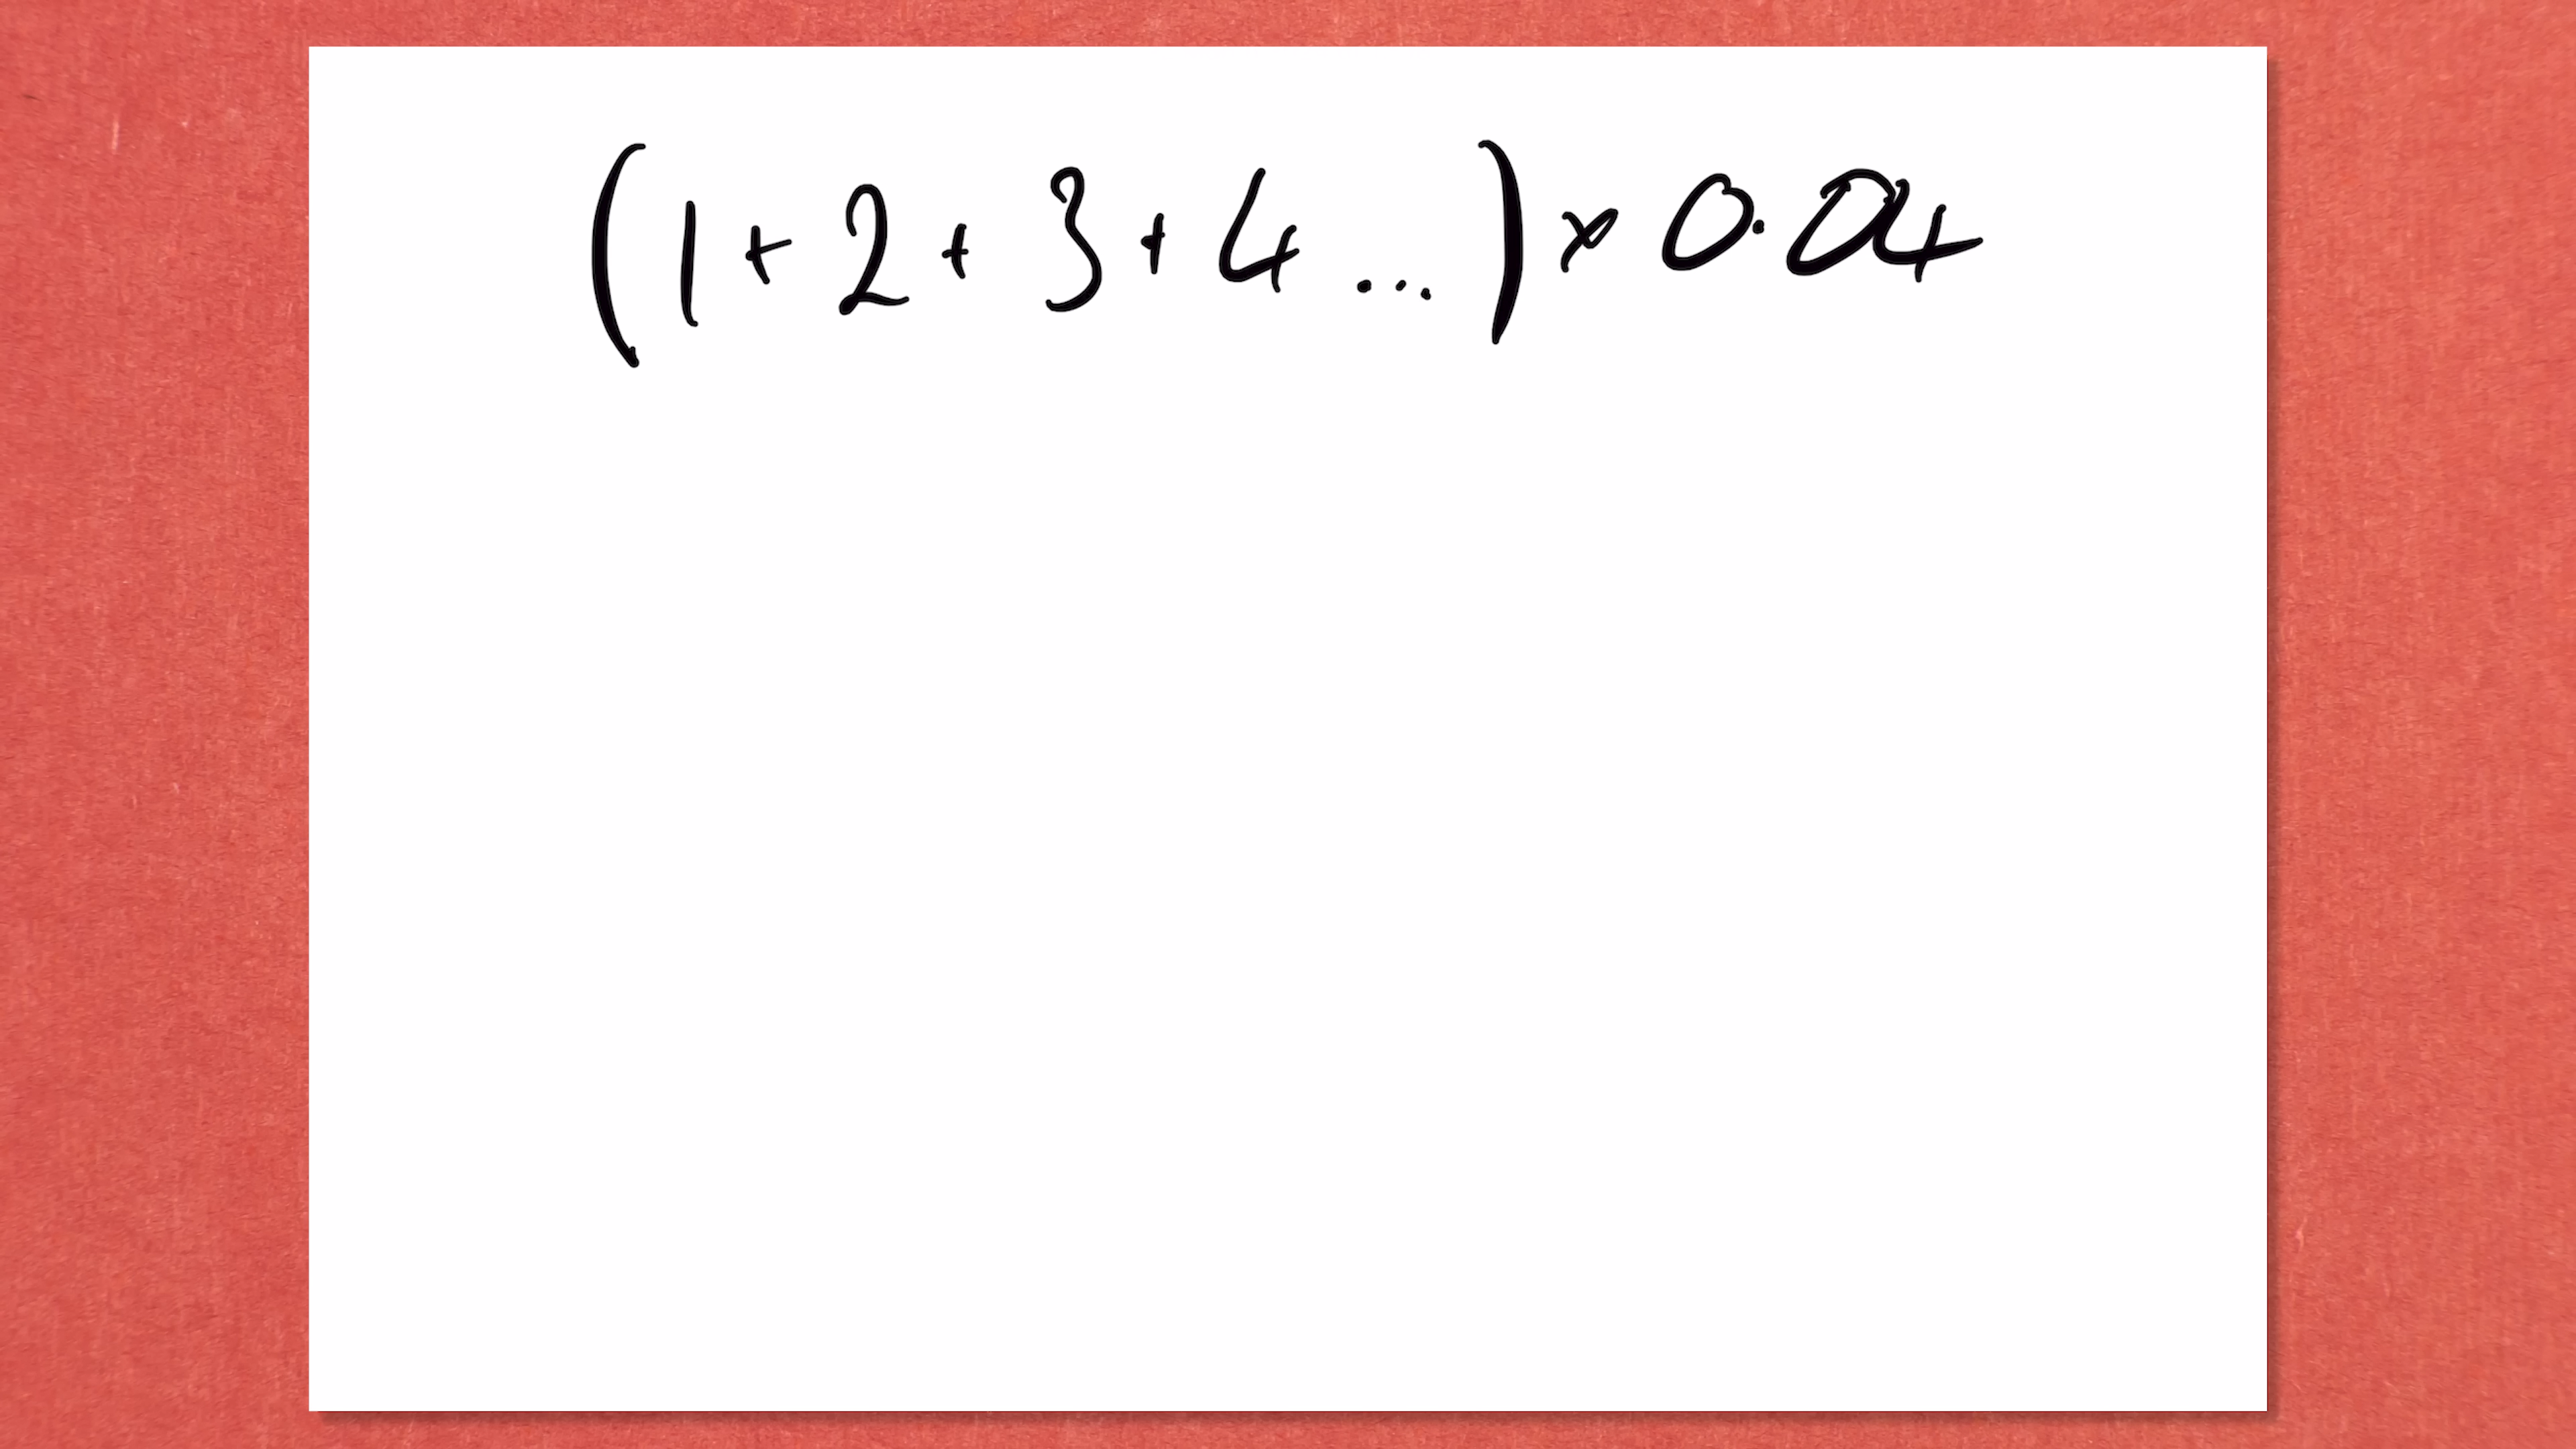 (1 + 2 + 3 + 4 ...) × 0.04